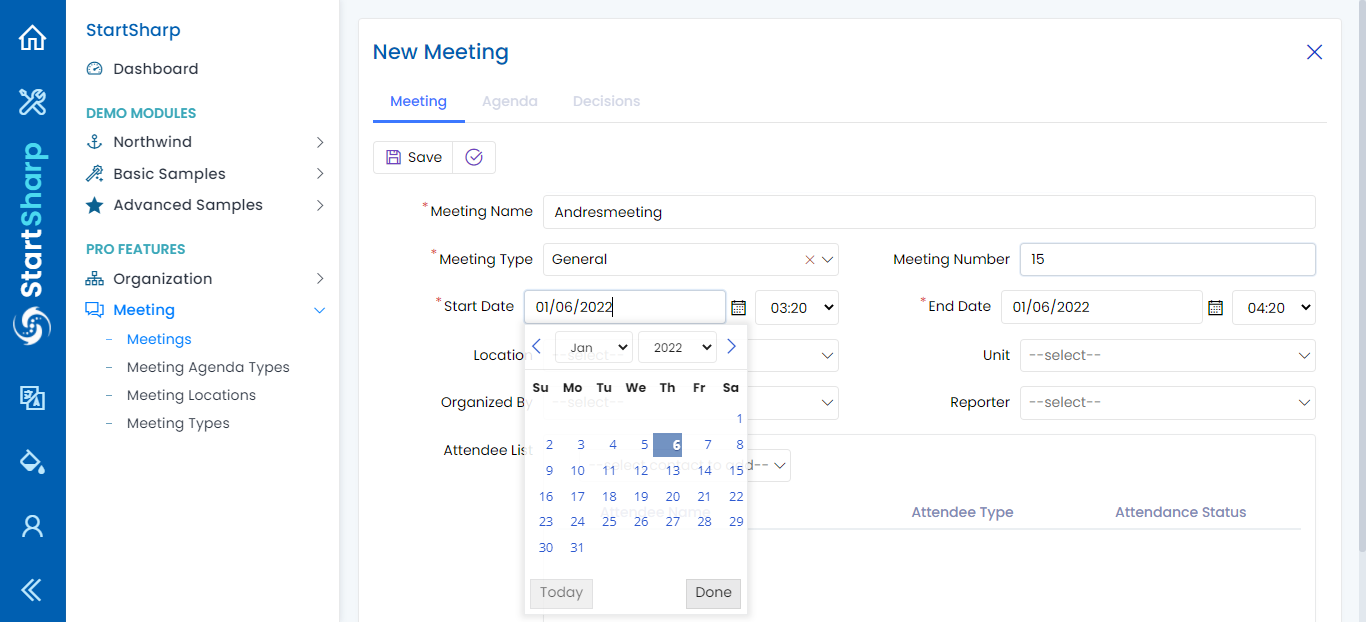 StartSharp
StartSharp
Dashboard
DEMO MODULES
Northwind
Basic Samples
Advanced Samples
PRO FEATURES
Organization
Meeting
– Meetings
– Meeting Agenda Types
– Meeting Locations
– Meeting Types
New Meeting
Meeting Agenda Decisions
Save
*Meeting Name Andresmeeting
*Meeting Type General Meeting Number 15
*Start Date 01/06/2022 03:20 *End Date 01/06/2022 04:20
Location --select-- Unit --select--
Organized By --select-- Reporter --select--
Attendee List
--select contact to add--
Attendee Name Attendee Type Attendance Status
Jan 2022
Su Mo Tu We Th Fr Sa
1
2 3 4 5 6 7 8
9 10 11 12 13 14 15
16 17 18 19 20 21 22
23 24 25 26 27 28 29
30 31
Today Done